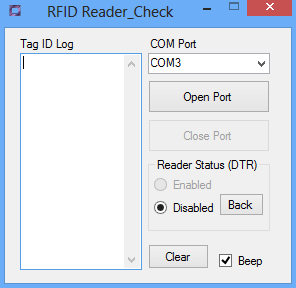 RFID Reader_Check
Tag ID Log
COM Port
COM3
Open Port
Close Port
Reader Status (DTR)
Enabled
Disabled
Back
Clear
Beep